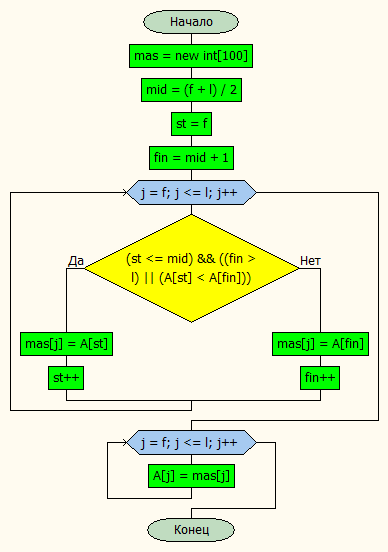 Начало
mas = new int[100]
mid = (f + l) / 2
st = f
fin = mid + 1
j = f; j <= l; j++
Да
(st <= mid) && ((fin >
l) || (A[st] < A[fin]))
Нет
mas[j] = A[st]
mas[j] = A[fin]
st++
fin++
j = f; j <= l; j++
A[j] = mas[j]
Конец